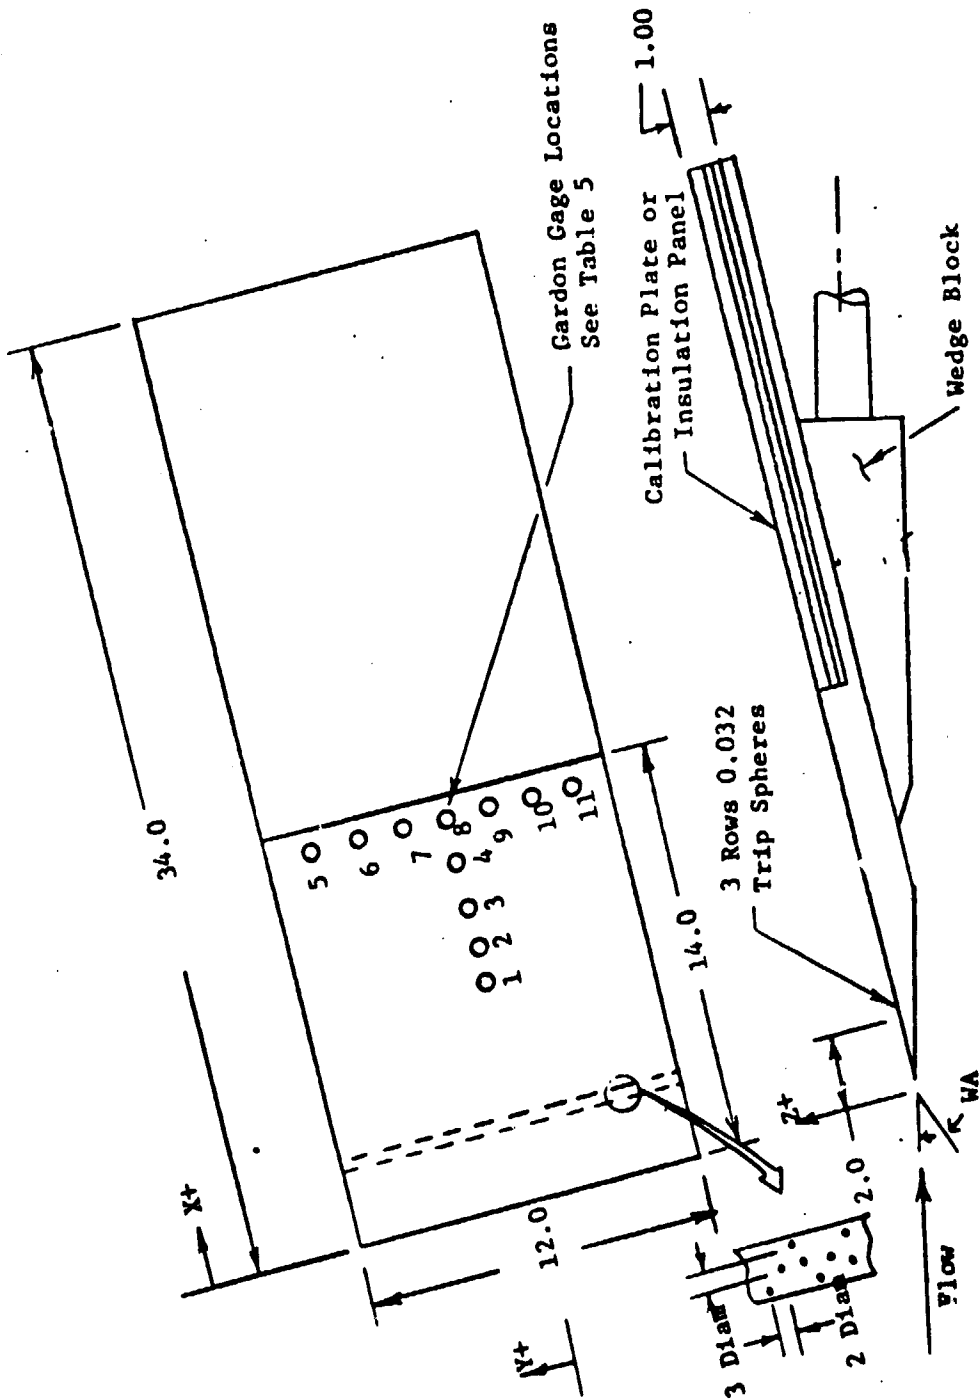 X+
34.0
Y+
12.0
5
6
7
8
9
10
11
4
3
2
1
14.0
Gardon Gage Locations
See Table 5
3 Diam
2 Diam
3 Rows 0.032
Trip Spheres
Calibration Plate or
Insulation Panel
1.00
Z+
2.0
Flow
WA
Wedge Block